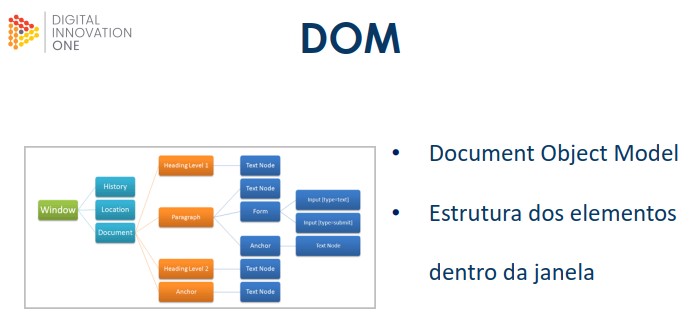 DIGITAL
INNOVATION
ONE
DOM
Window
History
Location
Document
Heading Level 1
Paragraph
Heading Level 2
Anchor
Text Node
Text Node
Form
Anchor
Text Node
Text Node
Input [type=text]
Input [type=submit]
Text Node
• Document Object Model
• Estrutura dos elementos
dentro da janela